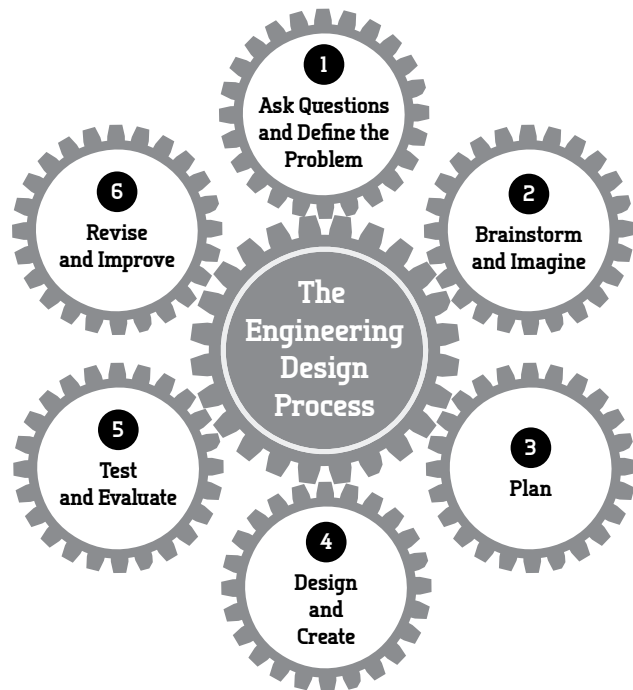 1
Ask Questions
and Define the
Problem
2
Brainstorm
and Imagine
3
Plan
4
Design
and
Create
5
Test
and Evaluate
6
Revise
and Improve
The
Engineering
Design
Process